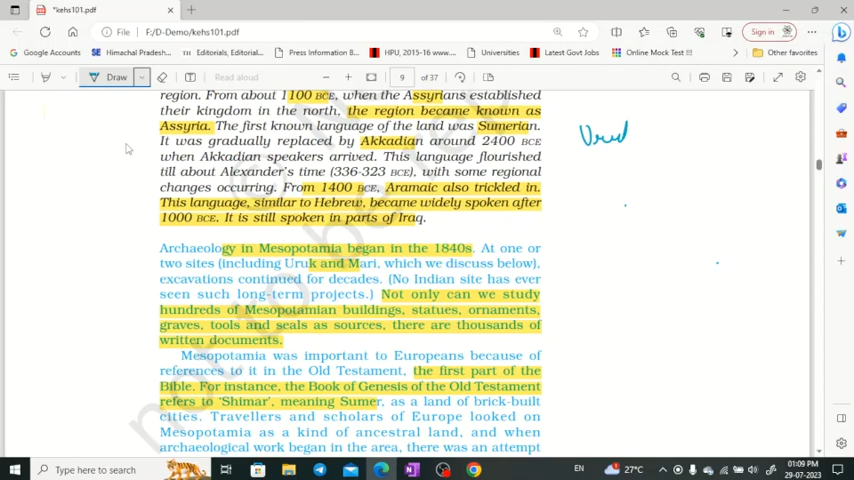 *kehs101.pdf
File F:/D-Demo/kehs101.pdf Sign in
Google Accounts Himachal Pradesh... Editorials, Editorial... Press Information B... HPU, 2015-16 www.... Universities Latest Govt Jobs Online Mock Test !!! Other favorites
Draw Read aloud 9 of 37
region. From about 1100 BCE, when the Assyrians established
their kingdom in the north, the region became known as
Assyria. The first known language of the land was Sumerian.
It was gradually replaced by Akkadian around 2400 BCE
when Akkadian speakers arrived. This language flourished
till about Alexander's time (336-323 BCE), with some regional
changes occurring. From 1400 BCE, Aramaic also trickled in.
This language, similar to Hebrew, became widely spoken after
1000 BCE. It is still spoken in parts of Iraq.
Archaeology in Mesopotamia began in the 1840s. At one or
two sites (including Uruk and Mari, which we discuss below),
excavations continued for decades. (No Indian site has ever
seen such long-term projects.) Not only can we study
hundreds of Mesopotamian buildings, statues, ornaments,
graves, tools and seals as sources, there are thousands of
written documents.
Mesopotamia was important to Europeans because of
references to it in the Old Testament, the first part of the
Bible. For instance, the Book of Genesis of the Old Testament
refers to 'Shimar', meaning Sumer, as a land of brick-built
cities. Travellers and scholars of Europe looked on
Mesopotamia as a kind of ancestral land, and when
archaeological work began in the area, there was an attempt
not to be
Type here to search EN 27°C 01:09 PM
29-07-2023